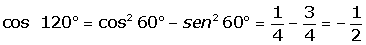 cos 120° = cos² 60° − sen² 60° = 1/4 − 3/4 = − 1/2